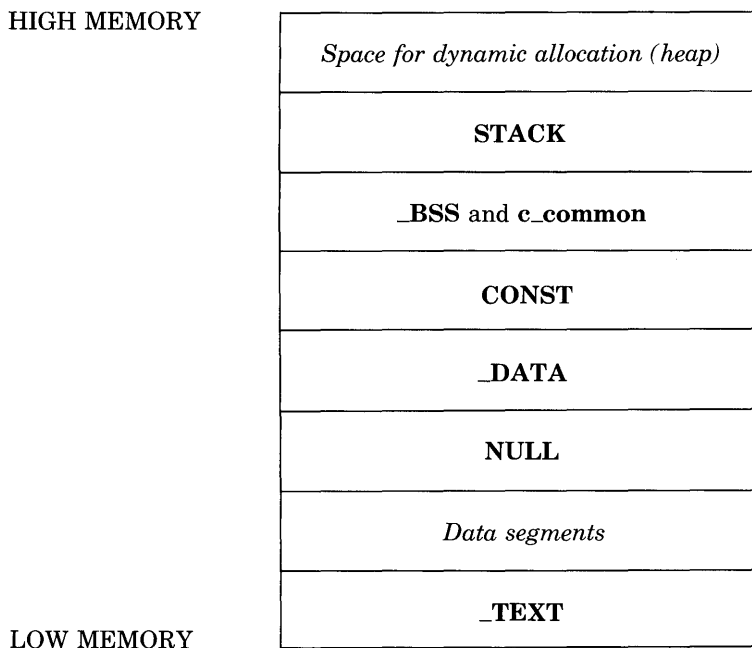 HIGH MEMORY
Space for dynamic allocation (heap)
STACK
_BSS and c_common
CONST
_DATA
NULL
Data segments
_TEXT
LOW MEMORY